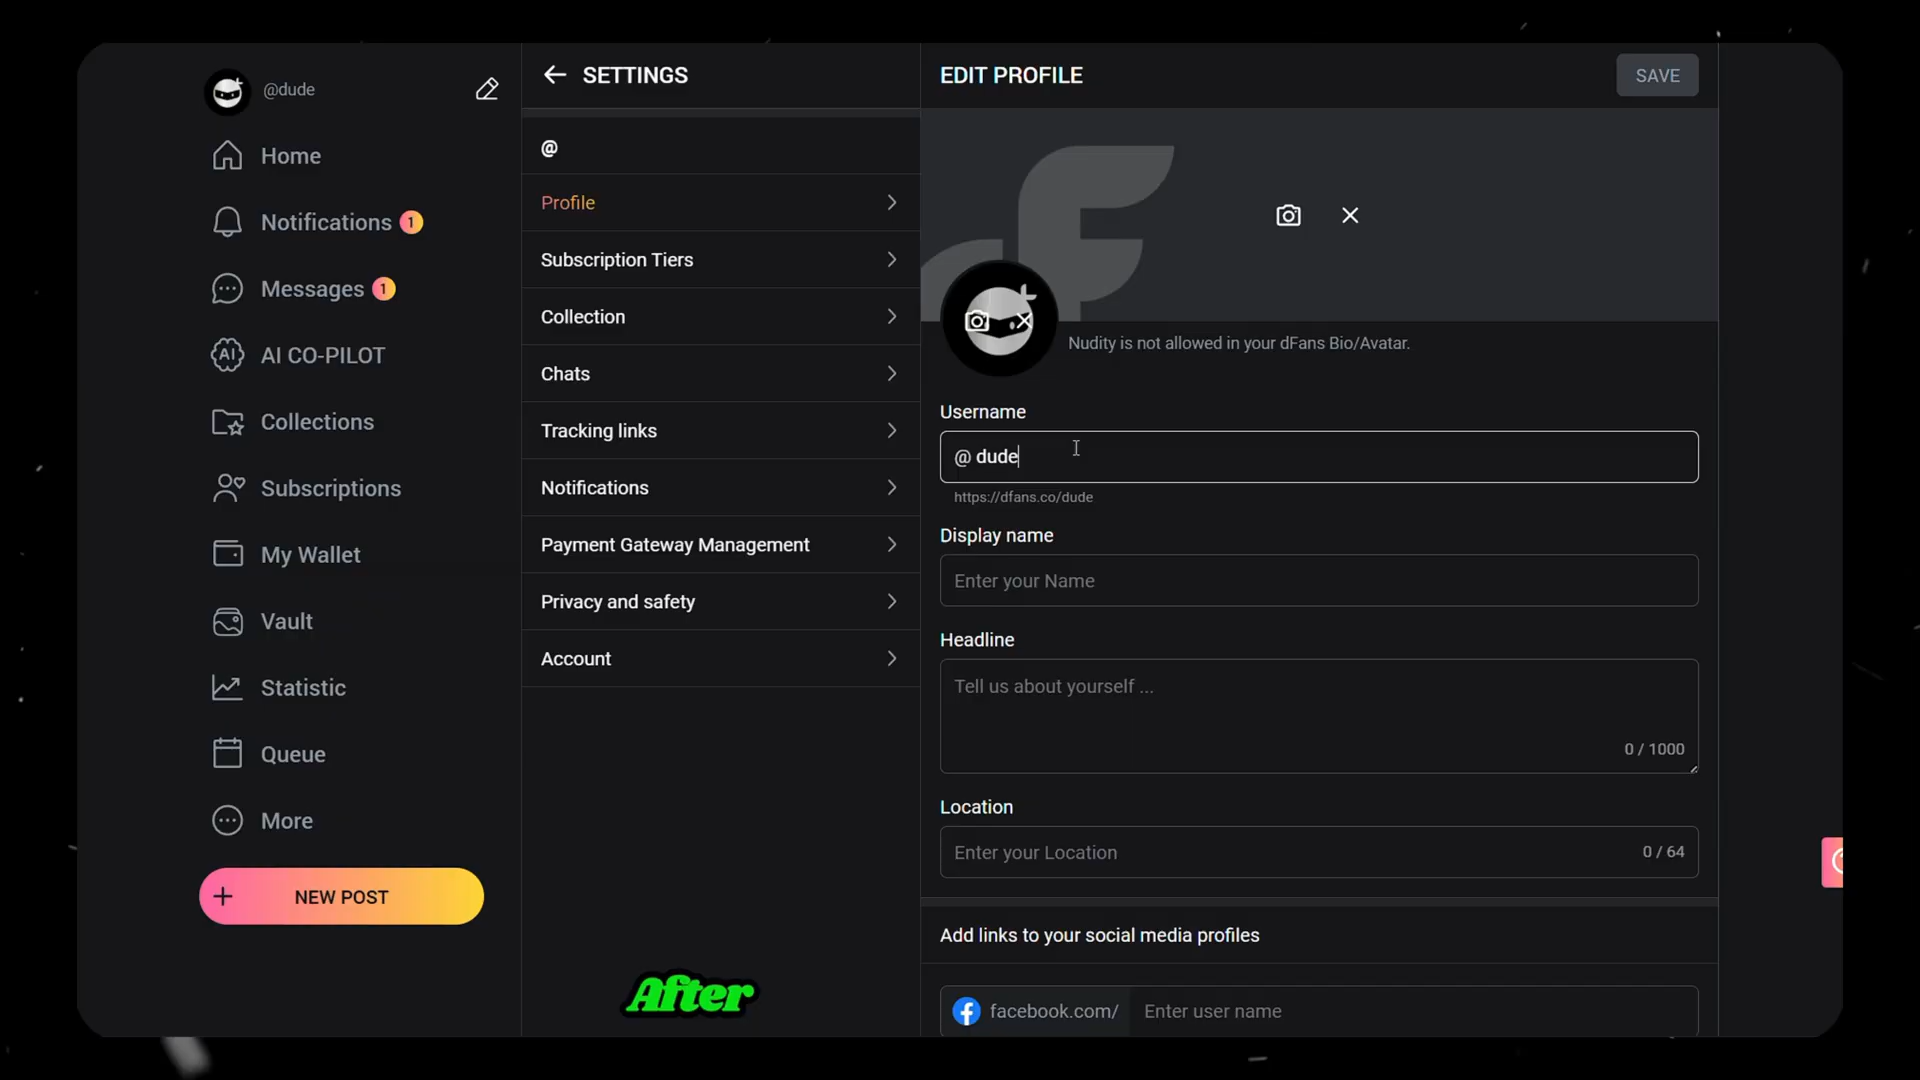 @dude
Home
Notifications 1
Messages 1
AI CO-PILOT
Collections
Subscriptions
My Wallet
Vault
Statistic
Queue
More
+ NEW POST
SETTINGS
@
Profile
Subscription Tiers
Collection
Chats
Tracking links
Notifications
Payment Gateway Management
Privacy and safety
Account
After
EDIT PROFILE
SAVE
Nudity is not allowed in your dFans Bio/Avatar.
Username
@ dude
https://dfans.co/dude
Display name
Enter your Name
Headline
Tell us about yourself ...
0 / 1000
Location
Enter your Location
0 / 64
Add links to your social media profiles
facebook.com/ Enter user name